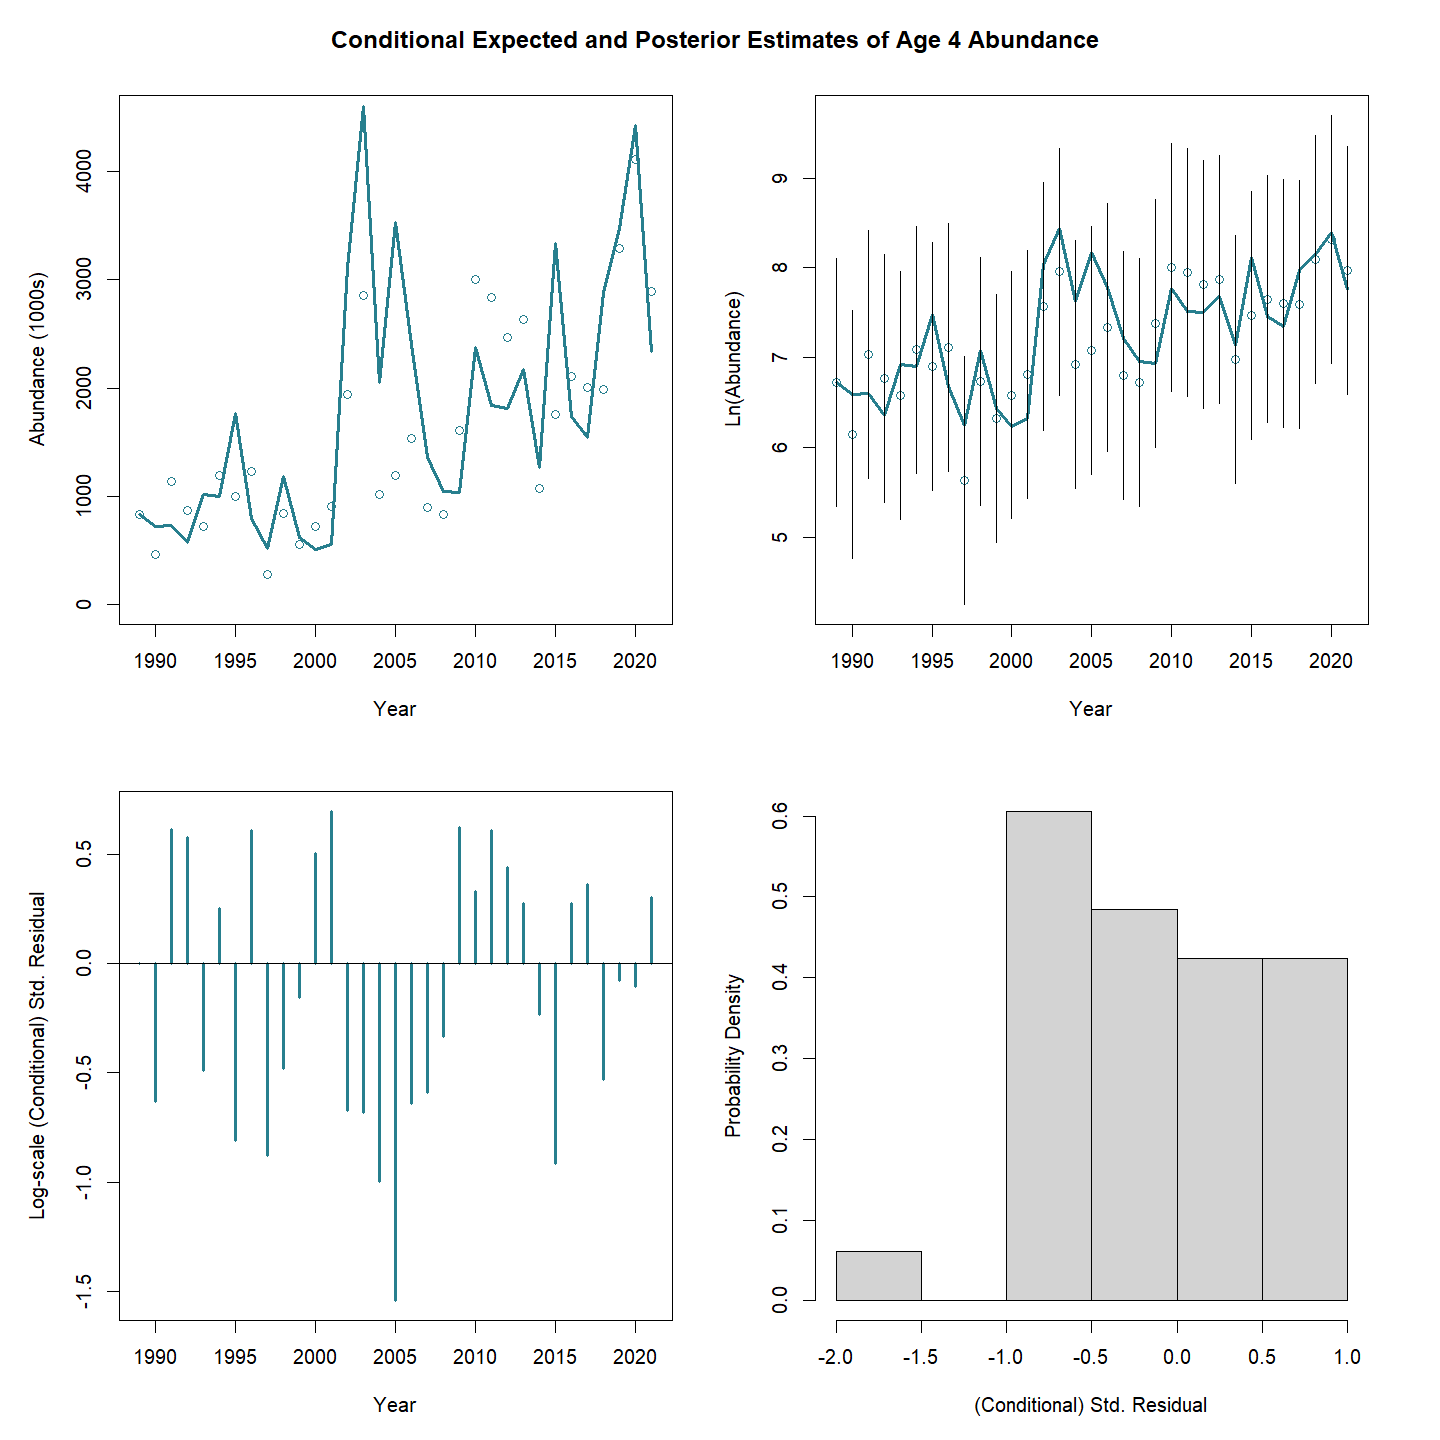 Conditional Expected and Posterior Estimates of Age 4 Abundance
Abundance (1000s)
4000
3000
2000
1000
0
1990 1995 2000 2005 2010 2015 2020
Year
Ln(Abundance)
9
8
7
6
5
1990 1995 2000 2005 2010 2015 2020
Year
Log-scale (Conditional) Std. Residual
0.5
0.0
-0.5
-1.0
-1.5
1990 1995 2000 2005 2010 2015 2020
Year
Probability Density
0.6
0.5
0.4
0.3
0.2
0.1
0.0
-2.0 -1.5 -1.0 -0.5 0.0 0.5 1.0
(Conditional) Std. Residual